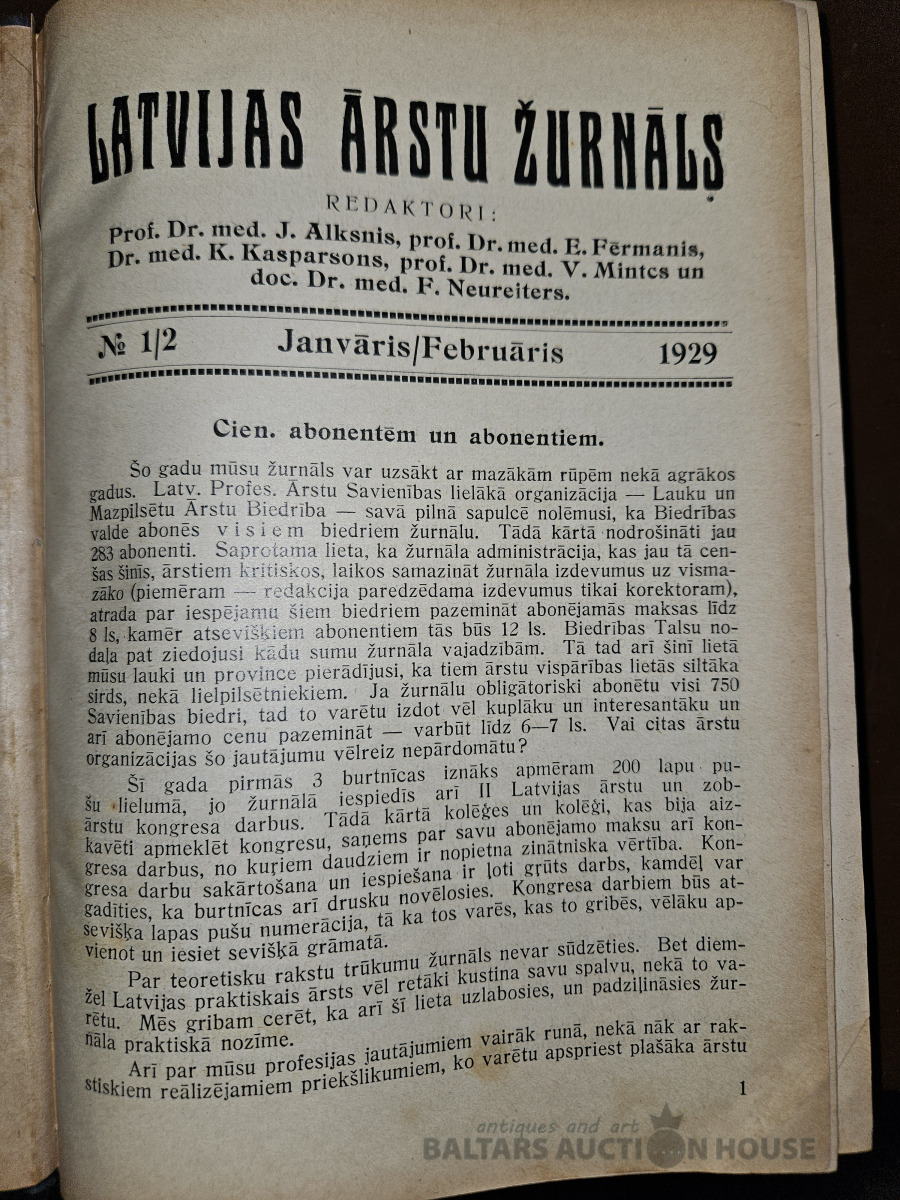 LATVIJAS ĀRSTU ŽURNĀLS
REDAKTORI:
Prof. Dr. med. J. Alksnis, prof. Dr. med. E. Fērmanis,
Dr. med. K. Kasparsons, prof. Dr. med. V. Mintcs un
doc. Dr. med. F. Neureiters.
№ 1/2 Janvāris/Februāris 1929
Cien. abonentēm un abonentiem.
Šo gadu mūsu žurnāls var uzsākt ar mazākām rūpēm nekā agrākos
gadus. Latv. Profes. Ārstu Savienības lielākā organizācija — Lauku un
Mazpilsētu Ārstu Biedrība — savā pilnā sapulcē nolēmusi, ka Biedrības
valde abonēs visiem biedriem žurnālu. Tādā kārtā nodrošināti jau
283 abonenti. Saprotama lieta, ka žurnāla administrācija, kas jau tā cen-
šas šinīs, ārstiem kritiskos, laikos samazināt žurnāla izdevumus uz visma-
zāko (piemēram — redakcija paredzēdama izdevumus tikai korektoram),
atrada par iespējamu šiem biedriem pazemināt abonējamās maksas līdz
8 ls, kamēr atsevišķiem abonentiem tās būs 12 ls. Biedrības Talsu no-
daļa pat ziedojusi kādu sumu žurnāla vajadzībām. Tā tad arī šinī lietā
mūsu lauki un province pierādījusi, ka tiem ārstu vispārības lietās siltāka
sirds, nekā lielpilsētniekiem. Ja žurnālu obligātoriski abonētu visi 750
Savienības biedri, tad to varētu izdot vēl kuplāku un interesantāku un
arī abonējamo cenu pazemināt — varbūt līdz 6—7 ls. Vai citas ārstu
organizācijas šo jautājumu vēlreiz nepārdomātu?
Šī gada pirmās 3 burtnīcas iznāks apmēram 200 lapu pu-
šu lielumā, jo žurnālā iespiedīs arī II Latvijas ārstu un zob-
ārstu kongresa darbus. Tādā kārtā kolēģes un kolēģi, kas bija aiz-
kavēti apmeklēt kongresu, saņems par savu abonējamo maksu arī kon-
gresa darbus, no kuŗiem daudziem ir nopietna zinātniska vērtība. Kon-
gresa darbu sakārtošana un iespiešana ir ļoti grūts darbs, kamdēļ var
gadīties, ka burtnīcas arī drusku novēlosies. Kongresa darbiem būs at-
sevišķa lapas pušu numerācija, tā ka tos varēs, kas to gribēs, vēlāku ap-
vienot un iesiet sevišķā grāmatā.
Par teoretisku rakstu trūkumu žurnāls nevar sūdzēties. Bet diem-
žēl Latvijas praktiskais ārsts vēl retāki kustina savu spalvu, nekā to va-
rētu. Mēs gribam cerēt, ka arī šī lieta uzlabosies, un padziļināsies žur-
nāla praktiskā nozīme.
Arī par mūsu profesijas jautājumiem vairāk runā, nekā nāk ar rak-
stiskiem reālizējamiem priekšlikumiem, ko varētu apspriest plašāka ārstu
1
antiques and art
BALTARS AUCTION HOUSE